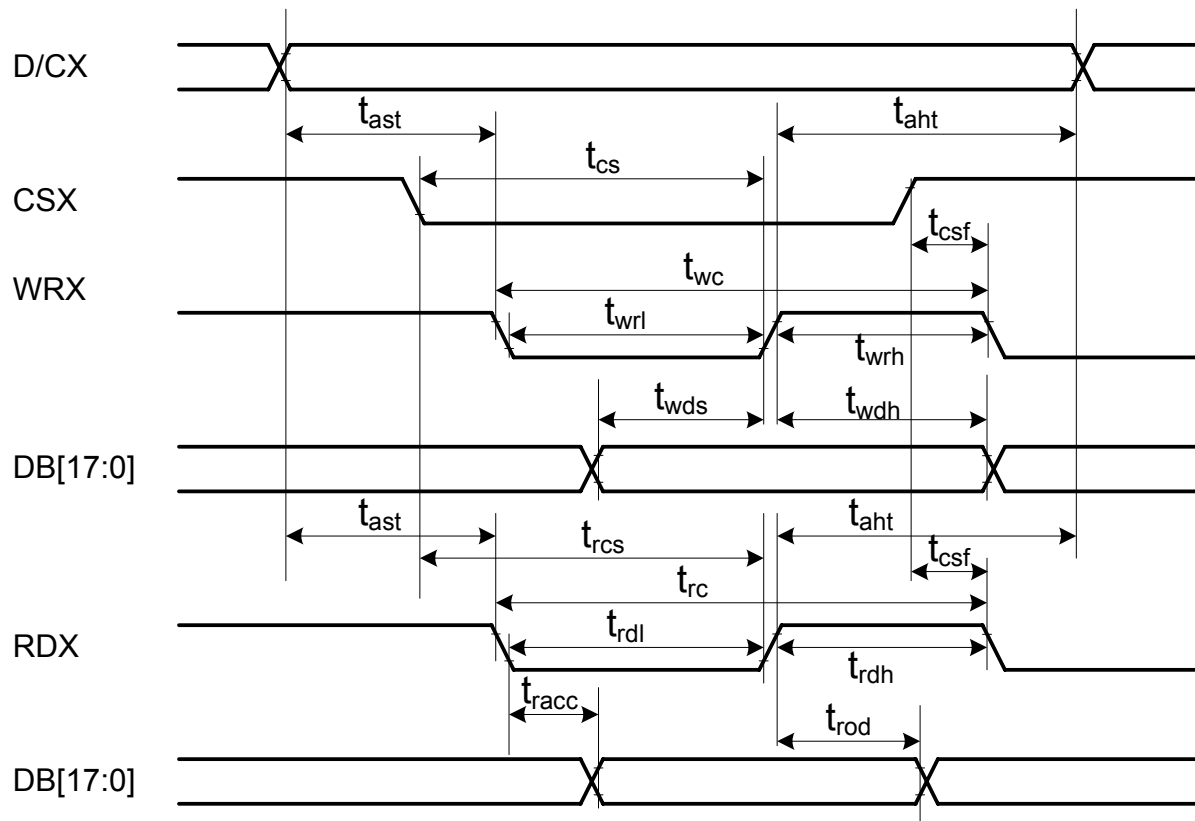 D/CX
tast
taht
tcs
CSX
tcsf
twc
WRX
twrl
twrh
twds
twdh
DB[17:0]
tast
taht
trcs
tcsf
trc
RDX
trdl
trdh
tracc
trod
DB[17:0]